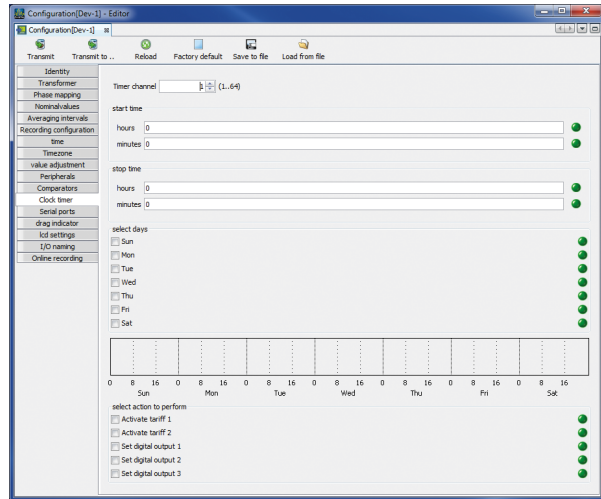 Configuration[Dev-1] - Editor
Configuration[Dev-1]
Transmit Transmit to .. Reload Factory default Save to file Load from file
Identity
Transformer
Phase mapping
Nominalvalues
Averaging intervals
Recording configuration
time
Timezone
value adjustment
Peripherals
Comparators
Clock timer
Serial ports
drag indicator
lcd settings
I/O naming
Online recording
Timer channel 1 (1..64)
start time
hours 0
minutes 0
stop time
hours 0
minutes 0
select days
Sun
Mon
Tue
Wed
Thu
Fri
Sat
0 8 16 0 8 16 0 8 16 0 8 16 0 8 16 0 8 16 0 8 16
Sun Mon Tue Wed Thu Fri Sat
select action to perform
Activate tariff 1
Activate tariff 2
Set digital output 1
Set digital output 2
Set digital output 3